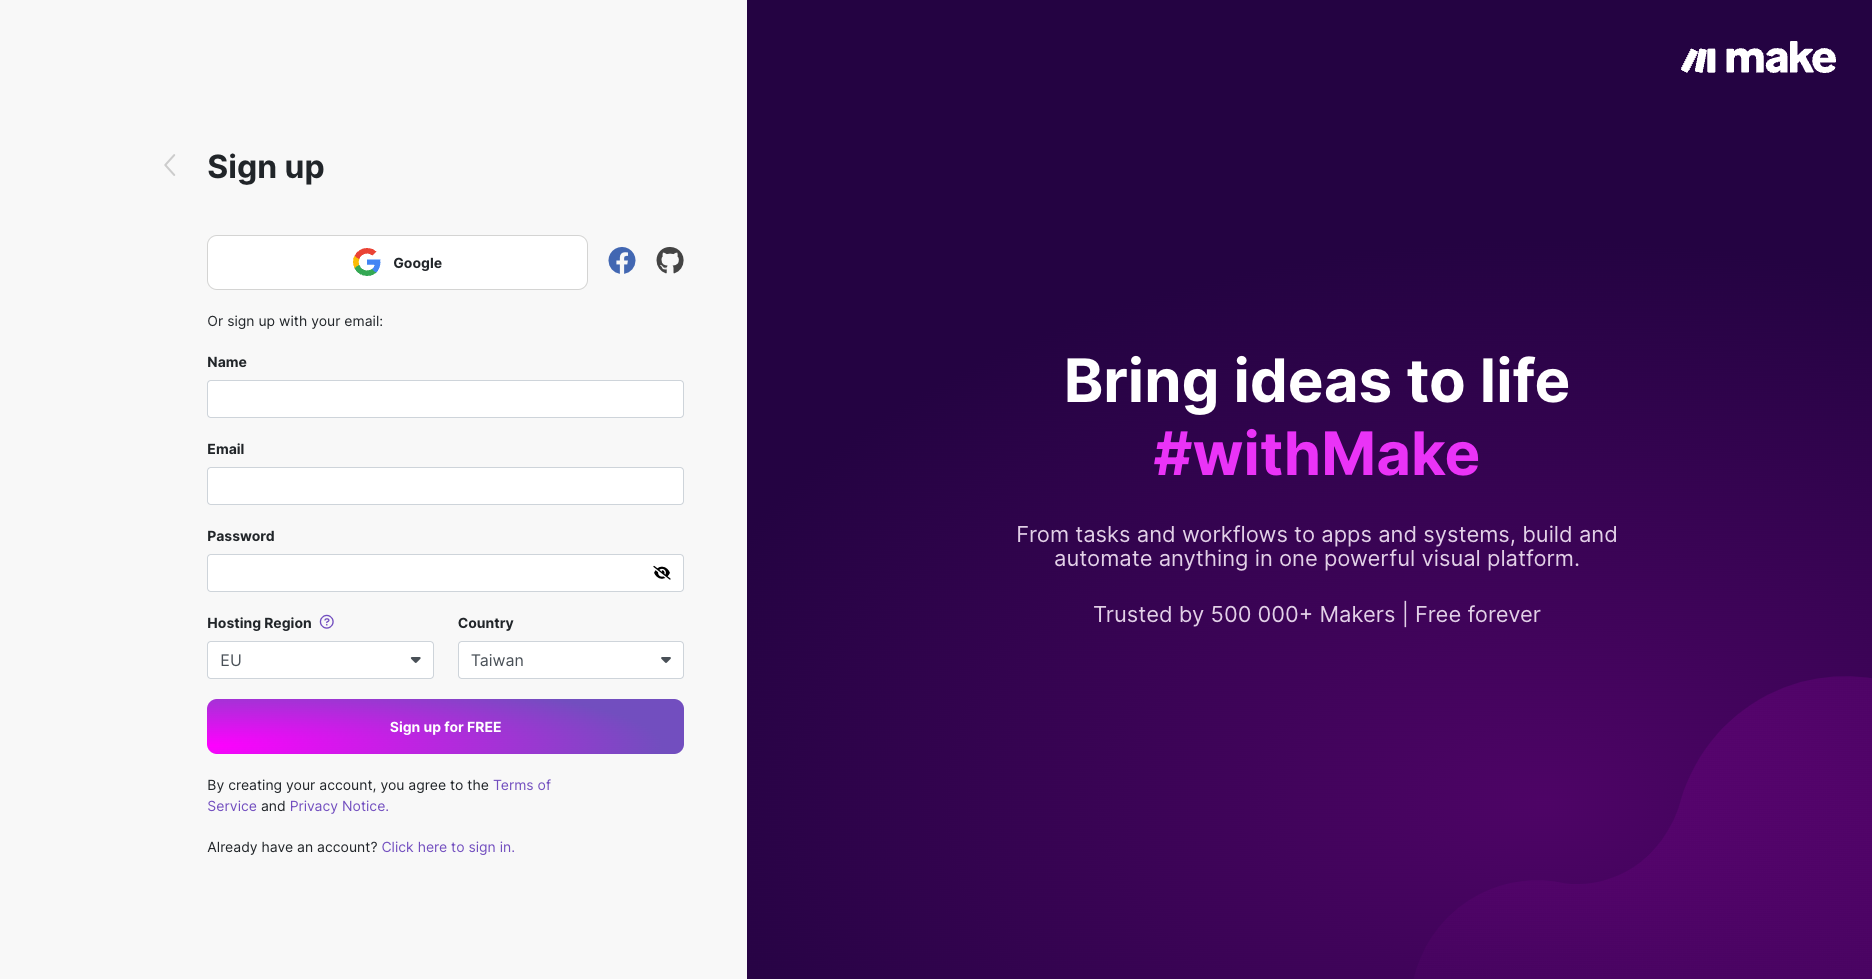 Sign up
Google
Or sign up with your email:
Name
Email
Password
Hosting Region
Country
EU
Taiwan
Sign up for FREE
By creating your account, you agree to the Terms of
Service and Privacy Notice.
Already have an account? Click here to sign in.
make
Bring ideas to life
#withMake
From tasks and workflows to apps and systems, build and
automate anything in one powerful visual platform.
Trusted by 500 000+ Makers | Free forever